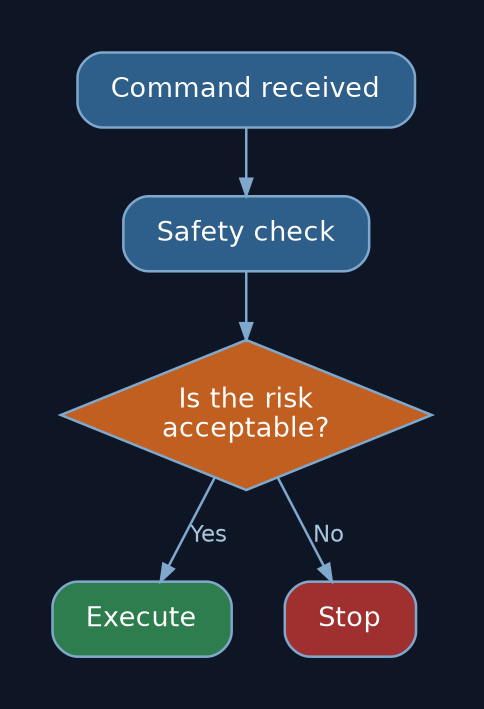 Command received
Safety check
Is the risk
acceptable?
Yes
No
Execute
Stop